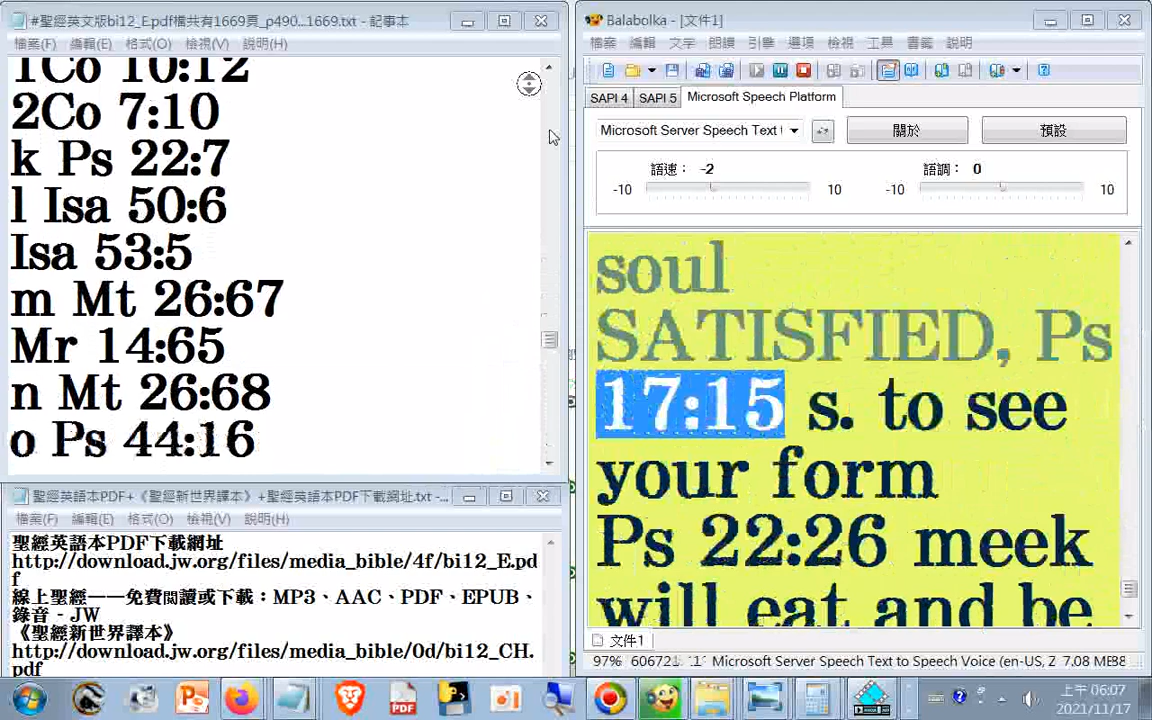 #聖經英文版bi12_E.pdf橫共有1669頁_p490...1669.txt - 記事本
檔案(F) 編輯(E) 格式(O) 檢視(V) 說明(H)
1Co 10:12
2Co 7:10
k Ps 22:7
l Isa 50:6
Isa 53:5
m Mt 26:67
Mr 14:65
n Mt 26:68
o Ps 44:16
聖經英語本PDF+《聖經新世界譯本》+聖經英語本PDF下載網址.txt - ...
檔案(F) 編輯(E) 格式(O) 檢視(V) 說明(H)
聖經英語本PDF下載網址
http://download.jw.org/files/media_bible/4f/bi12_E.pd
f
線上聖經——免費閱讀或下載：MP3、AAC、PDF、EPUB、
錄音 - JW
《聖經新世界譯本》
http://download.jw.org/files/media_bible/0d/bi12_CH.
pdf
Balabolka - [文件1]
檔案 編輯 文字 朗讀 引擎 選項 檢視 工具 書籤 說明
SAPI 4 SAPI 5 Microsoft Speech Platform
Microsoft Server Speech Text 關於 預設
語速： -2 語調： 0
-10 10 -10 10
soul
SATISFIED, Ps
17:15 s. to see
your form
Ps 22:26 meek
will eat and be
文件1
97% Microsoft Server Speech Text to Speech Voice (en-US, Z 7.08 MB
上午 06:07
2021/11/17